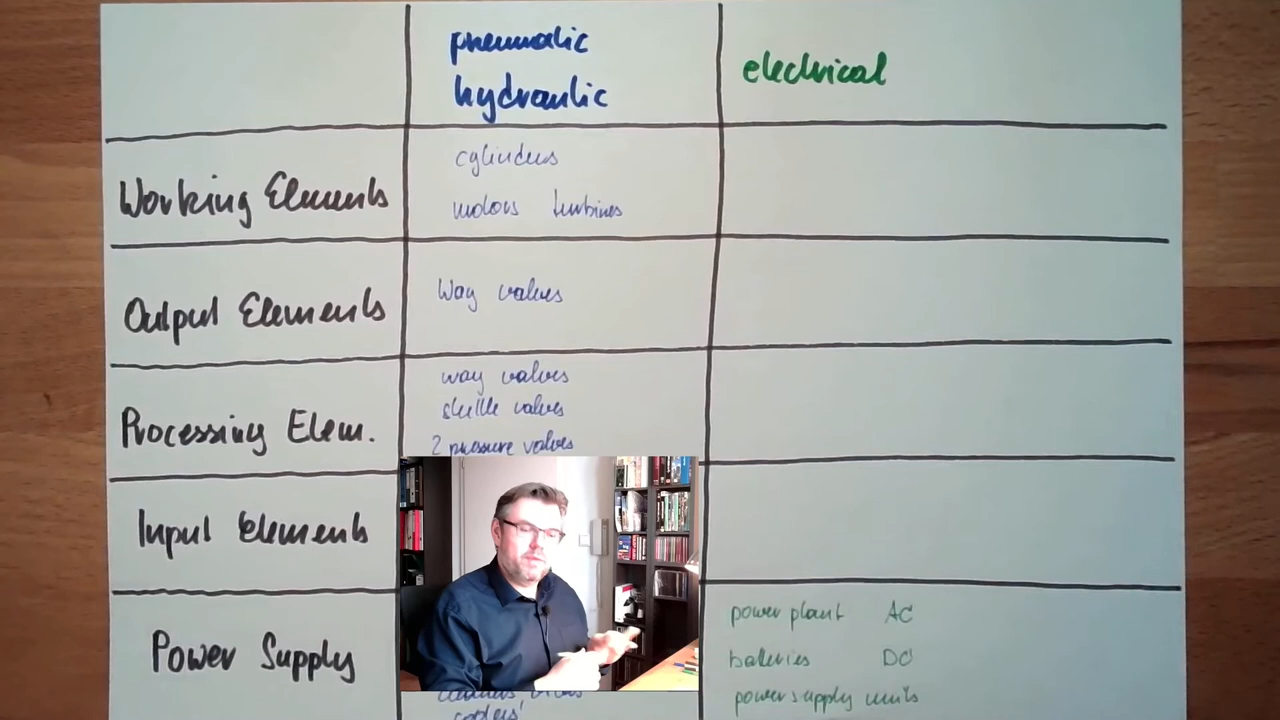 pneumatic
hydraulic
electrical
Working Elements
cylinders
motors turbines
Output Elements
Way valves
Processing Elem.
way valves
shuttle valves
2 pressure valves
Input Elements
Power Supply
coolers
power plant AC
batteries DC
power supply units